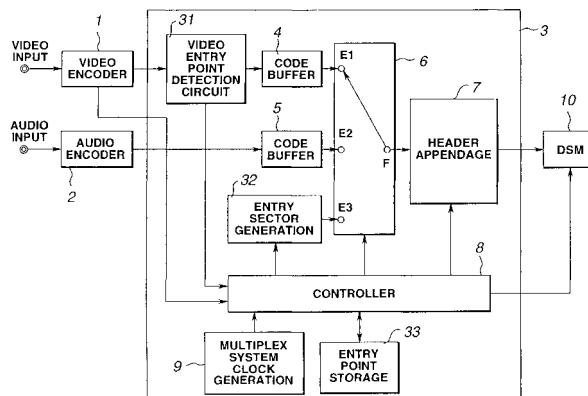 31
3
1
4
6
VIDEO
INPUT
VIDEO
ENCODER
VIDEO
ENTRY
POINT
DETECTION
CIRCUIT
CODE
BUFFER
E1
7
10
5
AUDIO
INPUT
AUDIO
ENCODER
2
CODE
BUFFER
E2
F
HEADER
APPENDAGE
DSM
32
ENTRY
SECTOR
GENERATION
E3
8
CONTROLLER
9
MULTIPLEX
SYSTEM
CLOCK
GENERATION
33
ENTRY
POINT
STORAGE